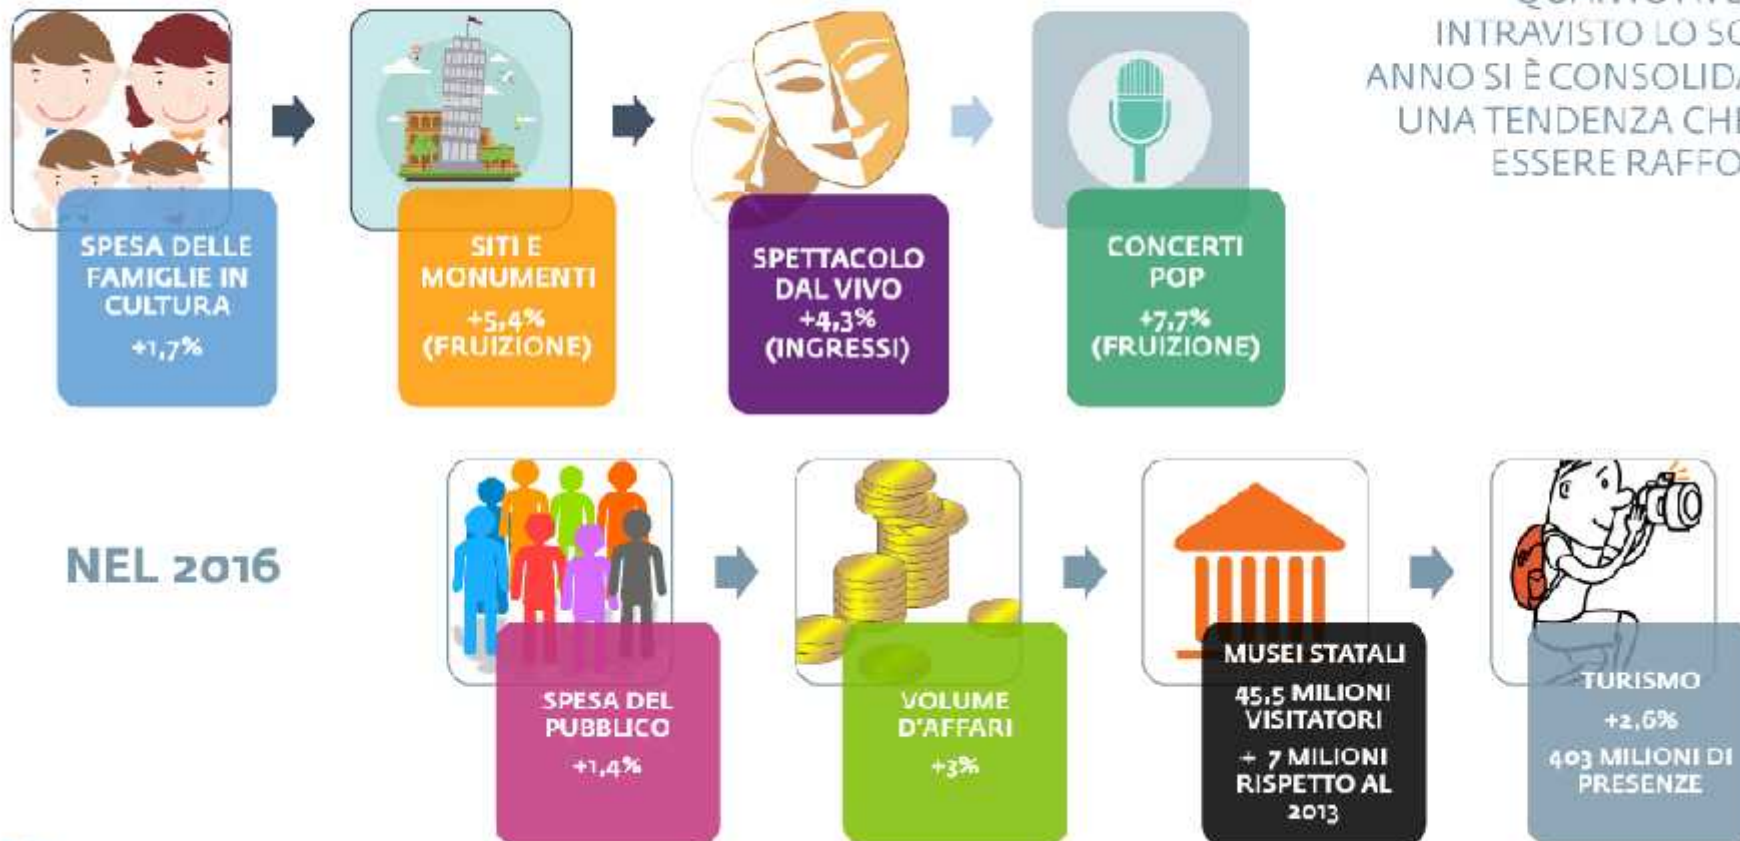 INTRAVISTO LO
ANNO SI È
UNA TENDENZA
ESSERE
SPESA DELLE
FAMIGLIE IN
CULTURA
+1,7%
SITI E
MONUMENTI
+5,4%
(FRUIZIONE)
SPETTACOLO
DAL VIVO
+4,3%
(INGRESSI)
CONCERTI
POP
+7,7%
(FRUIZIONE)
NEL 2016
SPESA DEL
PUBBLICO
+1,4%
VOLUME
D'AFFARI
+3%
MUSEI STATALI
45,5 MILIONI
VISITATORI
+ 7 MILIONI
RISPETTO AL
2013
TURISMO
+2,6%
403 MILIONI DI
PRESENZE